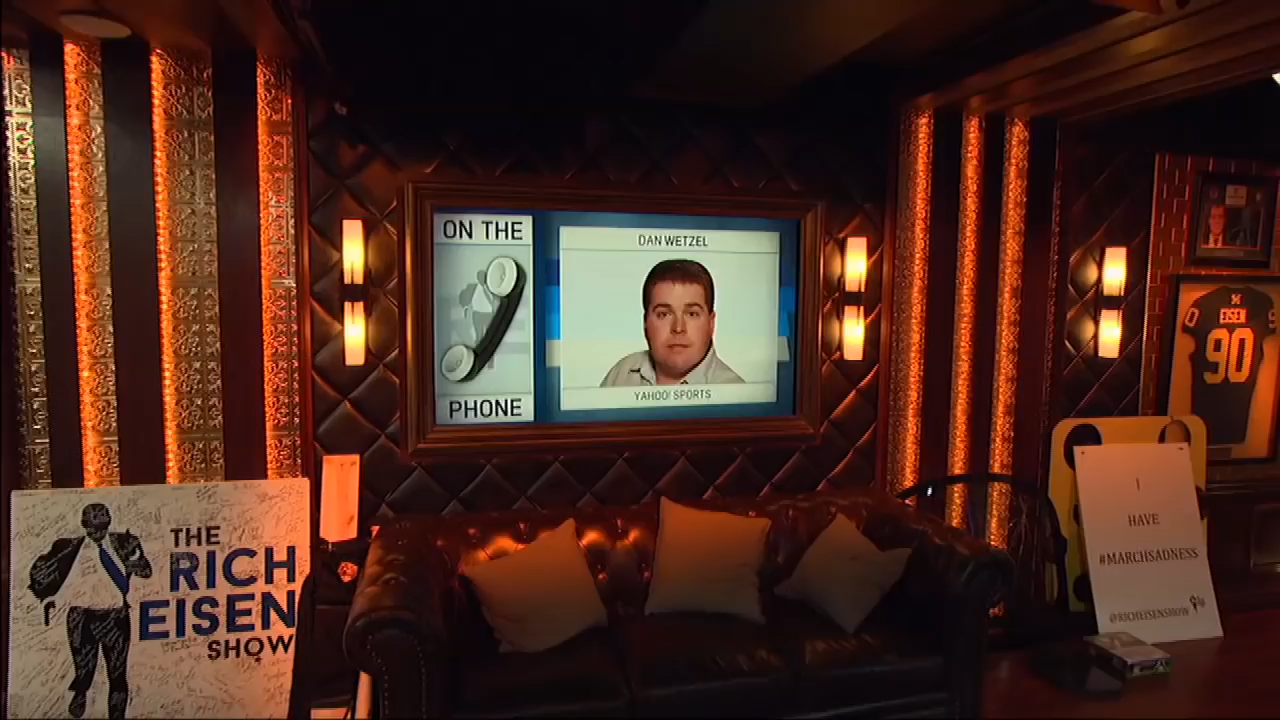 ON THE
PHONE
DAN WETZEL
YAHOO! SPORTS
THE
RICH
EISEN
SHOW
M
EISEN
90
I
HAVE
#MARCHSADNESS
@RICHEISENSHOW